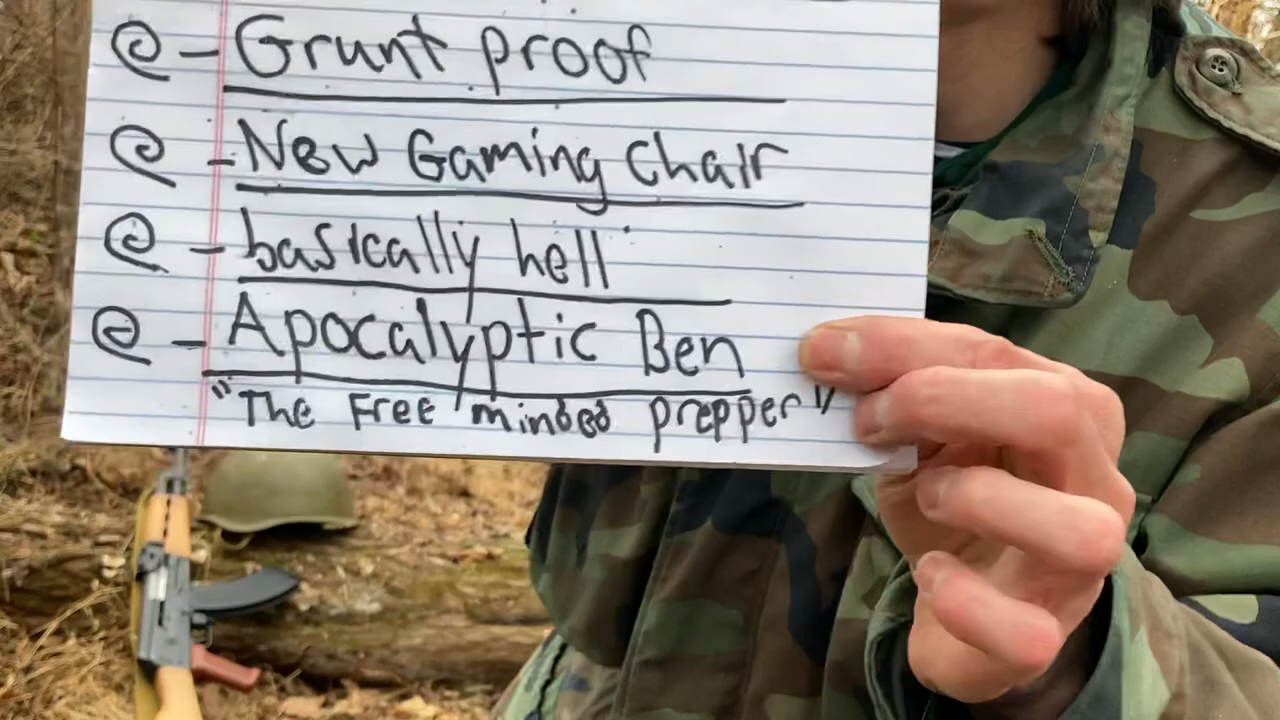 @ - Grunt proof
@ - New Gaming Chair
@ - basically hell
@ - Apocalyptic Ben
"The Free minded prepper"